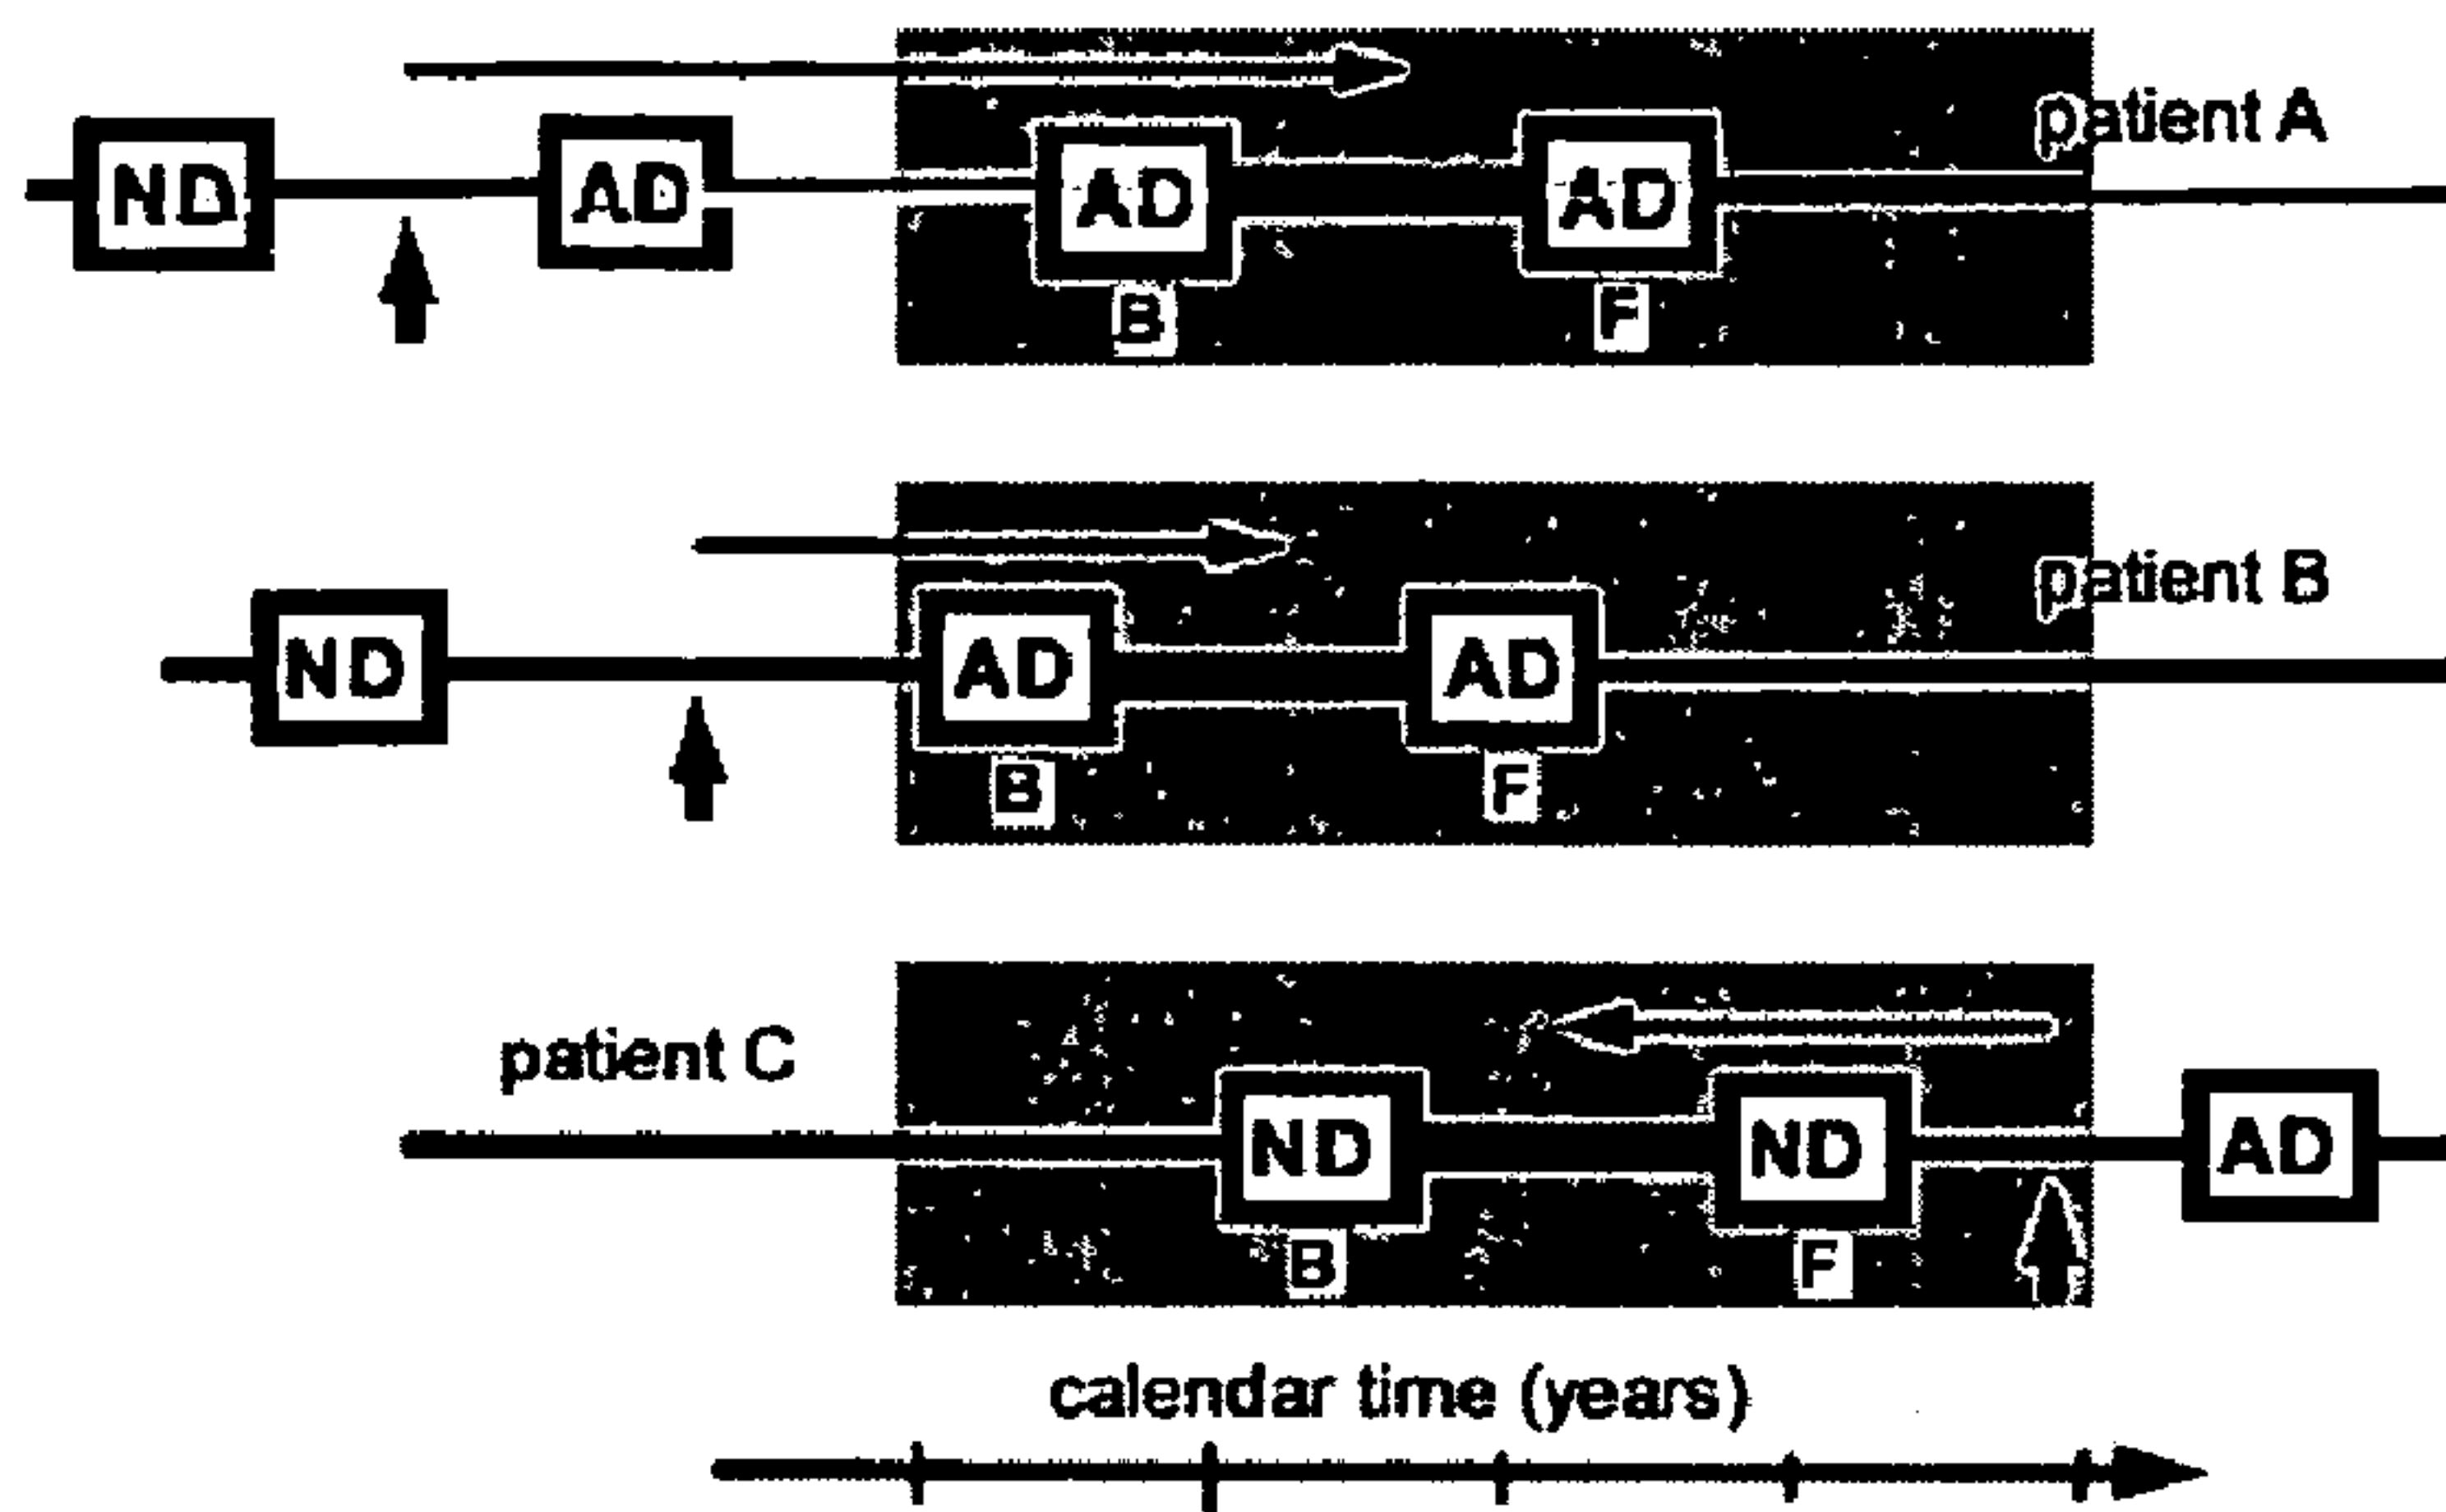 patient A
ND AD AD AD
B F
patient B
ND AD AD
B F
patient C
ND ND AD
B F
calendar time (years)